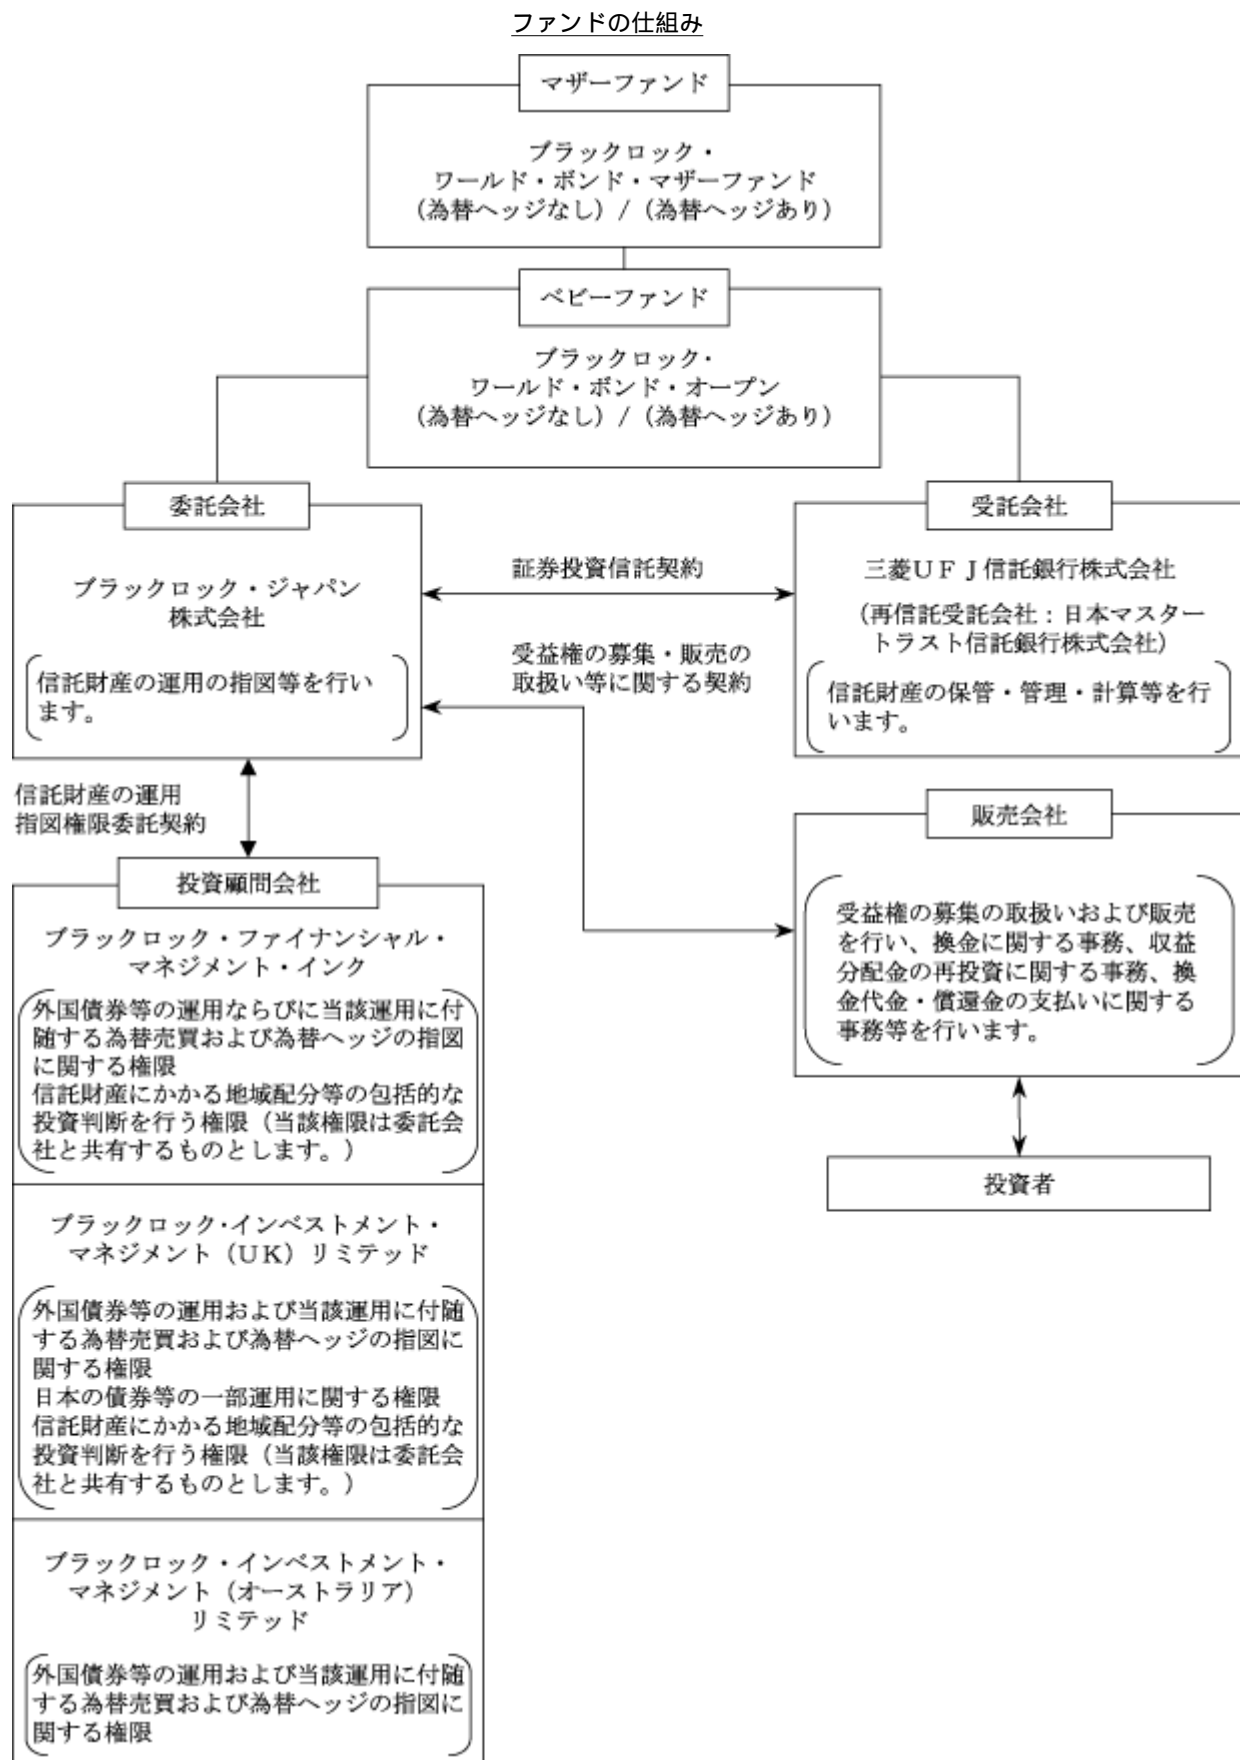 ファンドの仕組み
マザーファンド
ブラックロック・
ワールド・ボンド・マザーファンド
(為替ヘッジなし) / (為替ヘッジあり)
ベビーファンド
ブラックロック・
ワールド・ボンド・オープン
(為替ヘッジなし) / (為替ヘッジあり)
委託会社
ブラックロック・ジャパン
株式会社
信託財産の運用の指図等を行い
ます。
証券投資信託契約
受益権の募集・販売の
取扱い等に関する契約
受託会社
三菱UFJ信託銀行株式会社
(再信託受託会社:日本マスター
トラスト信託銀行株式会社)
信託財産の保管・管理・計算等を行
います。
信託財産の運用
指図権限委託契約
投資顧問会社
ブラックロック・ファイナンシャル・
マネジメント・インク
外国債券等の運用ならびに当該運用に付
随する為替売買および為替ヘッジの指図
に関する権限
信託財産にかかる地域配分等の包括的な
投資判断を行う権限(当該権限は委託会
社と共有するものとします。)
ブラックロック・インベストメント・
マネジメント(UK)リミテッド
外国債券等の運用および当該運用に付随
する為替売買および為替ヘッジの指図に
関する権限
日本の債券等の一部運用に関する権限
信託財産にかかる地域配分等の包括的な
投資判断を行う権限(当該権限は委託会
社と共有するものとします。)
ブラックロック・インベストメント・
マネジメント(オーストラリア)
リミテッド
外国債券等の運用および当該運用に付随
する為替売買および為替ヘッジの指図に
関する権限
販売会社
受益権の募集の取扱いおよび販売
を行い、換金に関する事務、収益
分配金の再投資に関する事務、換
金代金・償還金の支払いに関する
事務等を行います。
投資者